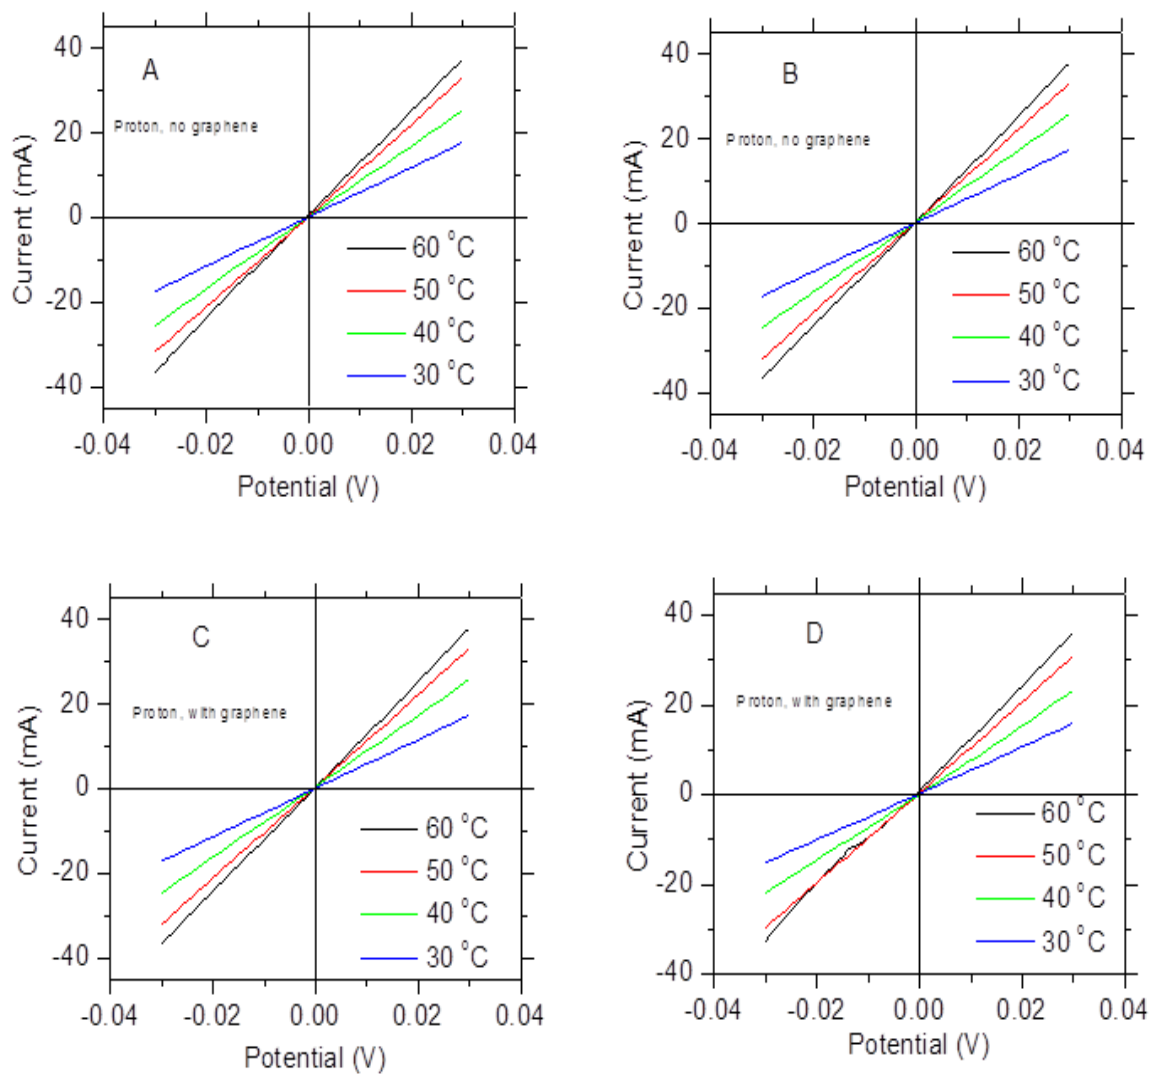 A
Proton, no graphene
Current (mA)
40
20
0
-20
-40
60 °C
50 °C
40 °C
30 °C
-0.04
-0.02
0.00
0.02
0.04
Potential (V)
B
Proton, no graphene
Current (mA)
40
20
0
-20
-40
60 °C
50 °C
40 °C
30 °C
-0.04
-0.02
0.00
0.02
0.04
Potential (V)
C
Proton, with graphene
Current (mA)
40
20
0
-20
-40
60 °C
50 °C
40 °C
30 °C
-0.04
-0.02
0.00
0.02
0.04
Potential (V)
D
Proton, with graphene
Current (mA)
40
20
0
-20
-40
60 °C
50 °C
40 °C
30 °C
-0.04
-0.02
0.00
0.02
0.04
Potential (V)